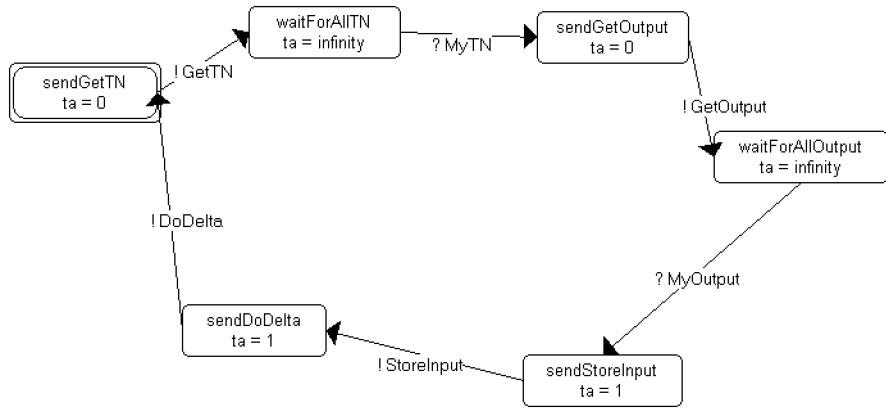 waitForAllTN
ta = infinity
? MyTN
sendGetOutput
ta = 0
! GetTN
sendGetTN
ta = 0
! GetOutput
waitForAllOutput
ta = infinity
! DoDelta
? MyOutput
sendDoDelta
ta = 1
! StoreInput
sendStoreInput
ta = 1